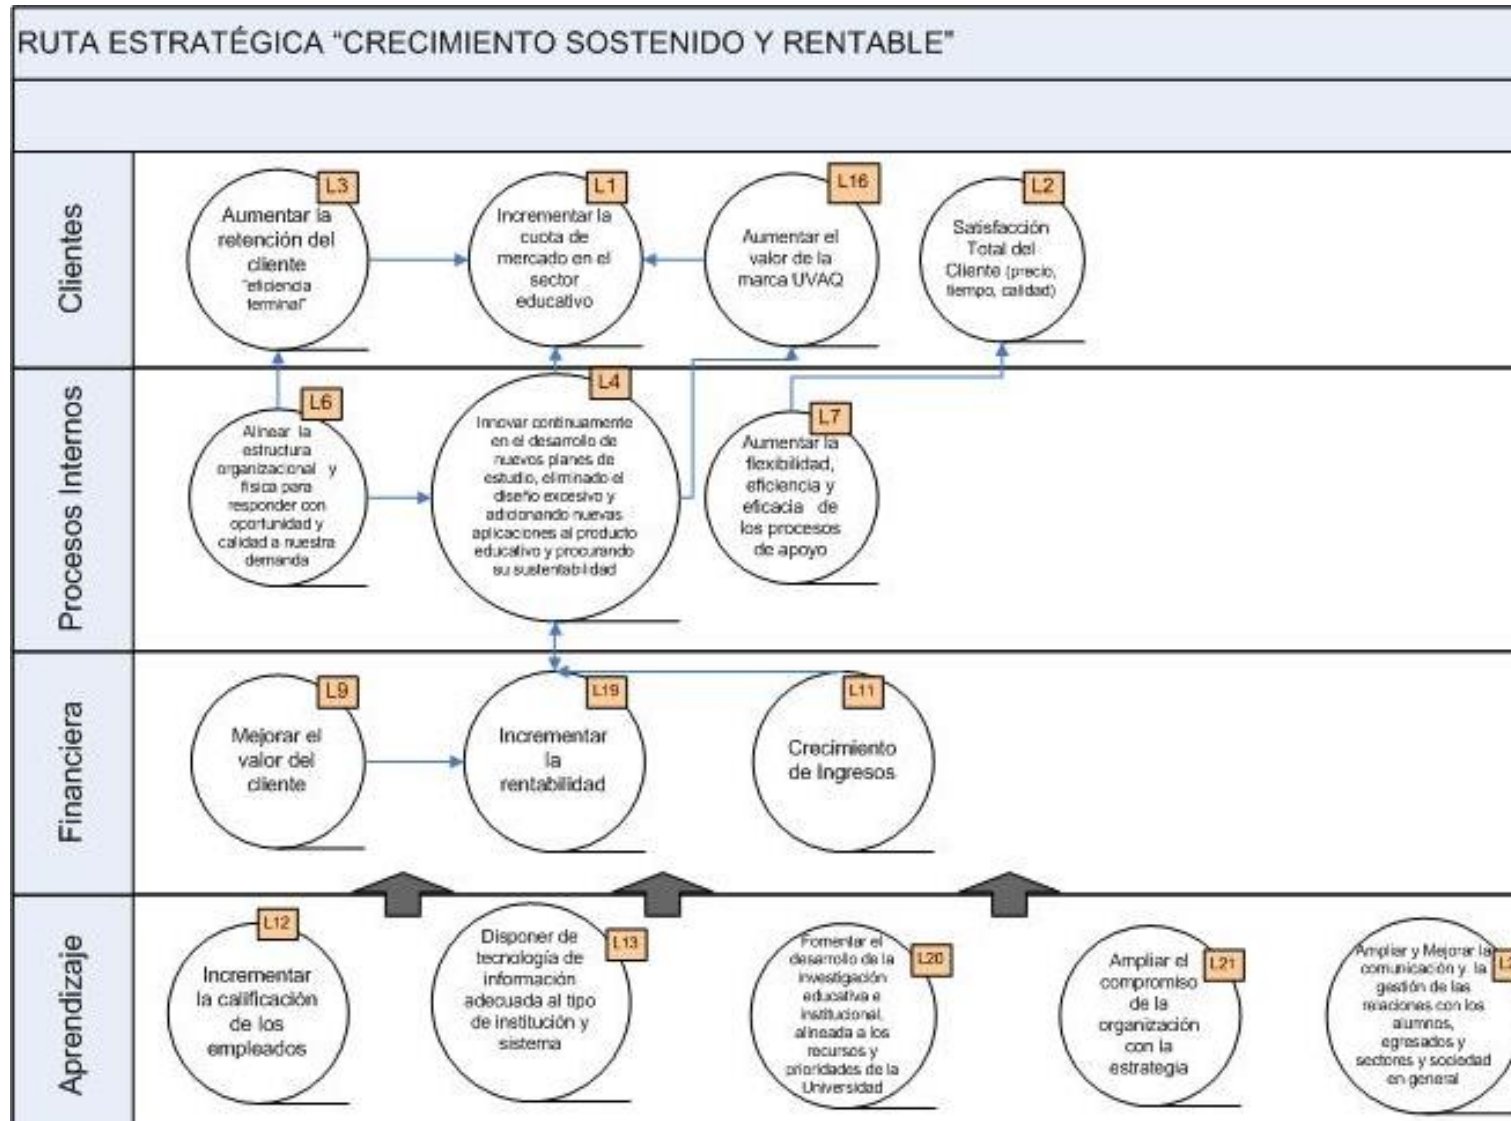 RUTA ESTRATÉGICA “CRECIMIENTO SOSTENIDO Y RENTABLE”
Clientes
L3
Aumentar la
retención del
cliente
“eficiencia
terminal”
L1
Incrementar la
cuota de
mercado en el
sector
educativo
L16
Aumentar el
valor de la
marca UVAQ
L2
Satisfacción
Total del
Cliente (precio,
tiempo, calidad)
Procesos Internos
L6
Alinear la
estructura
organizacional y
física para
responder con
oportunidad y
calidad a nuestra
demanda
L4
Innovar continuamente
en el desarrollo de
nuevos planes de
estudio, eliminado el
diseño excesivo y
adicionando nuevas
aplicaciones al producto
educativo y procurando
su sustentabilidad
L7
Aumentar la
flexibilidad,
eficiencia y
eficacia de
los procesos
de apoyo
Financiera
L9
Mejorar el
valor del
cliente
L19
Incrementar
la
rentabilidad
L11
Crecimiento
de Ingresos
Aprendizaje
L12
Incrementar
la calificación
de los
empleados
L13
Disponer de
tecnología de
información
adecuada al tipo
de institución y
sistema
L20
Fomentar el
desarrollo de la
investigación
educativa e
institucional,
alineada a los
recursos y
prioridades de la
Universidad
L21
Ampliar el
compromiso
de la
organización
con la
estrategia
Ampliar y Mejorar la
comunicación y la
gestión de las
relaciones con los
alumnos,
egresados y
sectores y sociedad
en general